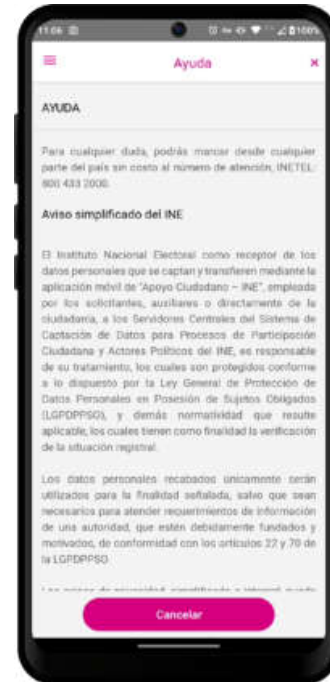 11:06
100%
Ayuda
×
AYUDA
Para cualquier duda, podrás marcar desde cualquier
parte del país sin costo al número de atención, INETEL:
800 433 2000.
Aviso simplificado del INE
El Instituto Nacional Electoral como receptor de los
datos personales que se captan y transfieren mediante la
aplicación móvil de "Apoyo Ciudadano – INE", empleada
por los solicitantes, auxiliares o directamente de la
ciudadanía, a los Servidores Centrales del Sistema de
Captación de Datos para Procesos de Participación
Ciudadana y Actores Políticos del INE, es responsable
de su tratamiento, los cuales son protegidos conforme
a lo dispuesto por la Ley General de Protección de
Datos Personales en Posesión de Sujetos Obligados
(LGPDPPSO), y demás normatividad que resulte
aplicable, los cuales tienen como finalidad la verificación
de la situación registral.
Los datos personales recabados únicamente serán
utilizados para la finalidad señalada, salvo que sean
necesarios para atender requerimientos de información
de una autoridad, que estén debidamente fundados y
motivados, de conformidad con los artículos 22 y 70 de
la LGPDPPSO
Cancelar